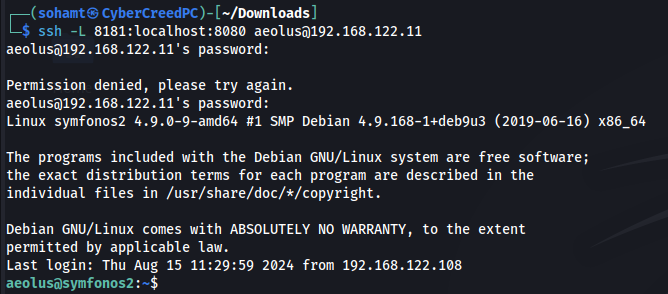 ┌──(sohamt㉿CyberCreedPC)-[~/Downloads]
└─$ ssh -L 8181:localhost:8080 aeolus@192.168.122.11
aeolus@192.168.122.11's password:
Permission denied, please try again.
aeolus@192.168.122.11's password:
Linux symfonos2 4.9.0-9-amd64 #1 SMP Debian 4.9.168-1+deb9u3 (2019-06-16) x86_64
The programs included with the Debian GNU/Linux system are free software;
the exact distribution terms for each program are described in the
individual files in /usr/share/doc/*/copyright.
Debian GNU/Linux comes with ABSOLUTELY NO WARRANTY, to the extent
permitted by applicable law.
Last login: Thu Aug 15 11:29:59 2024 from 192.168.122.108
aeolus@symfonos2:~$